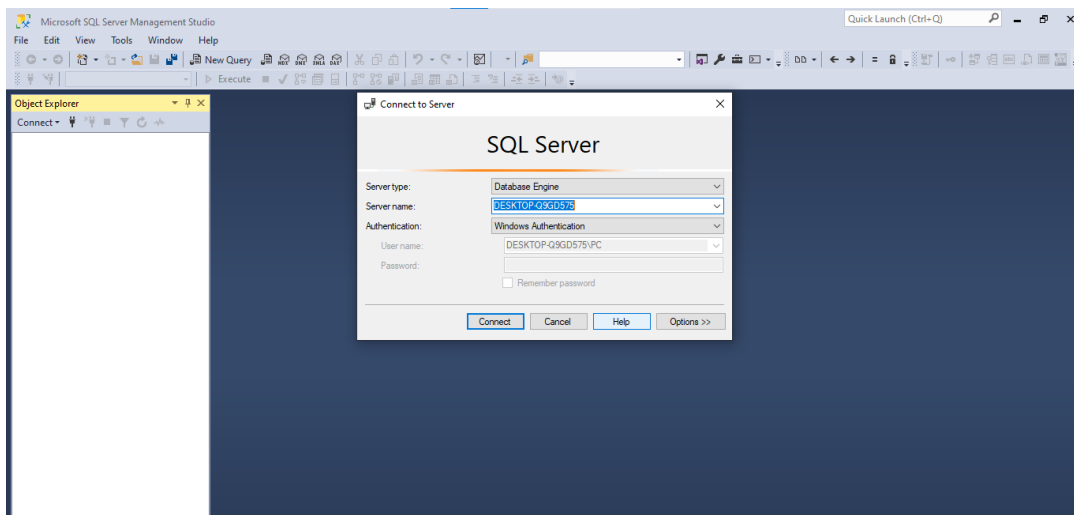 Microsoft SQL Server Management Studio
Quick Launch (Ctrl+Q)
File Edit View Tools Window Help
New Query
Execute
Object Explorer
Connect
Connect to Server
SQL Server
Server type: Database Engine
Server name: DESKTOP-Q9GD575
Authentication: Windows Authentication
User name: DESKTOP-Q9GD575\PC
Password:
Remember password
Connect Cancel Help Options >>